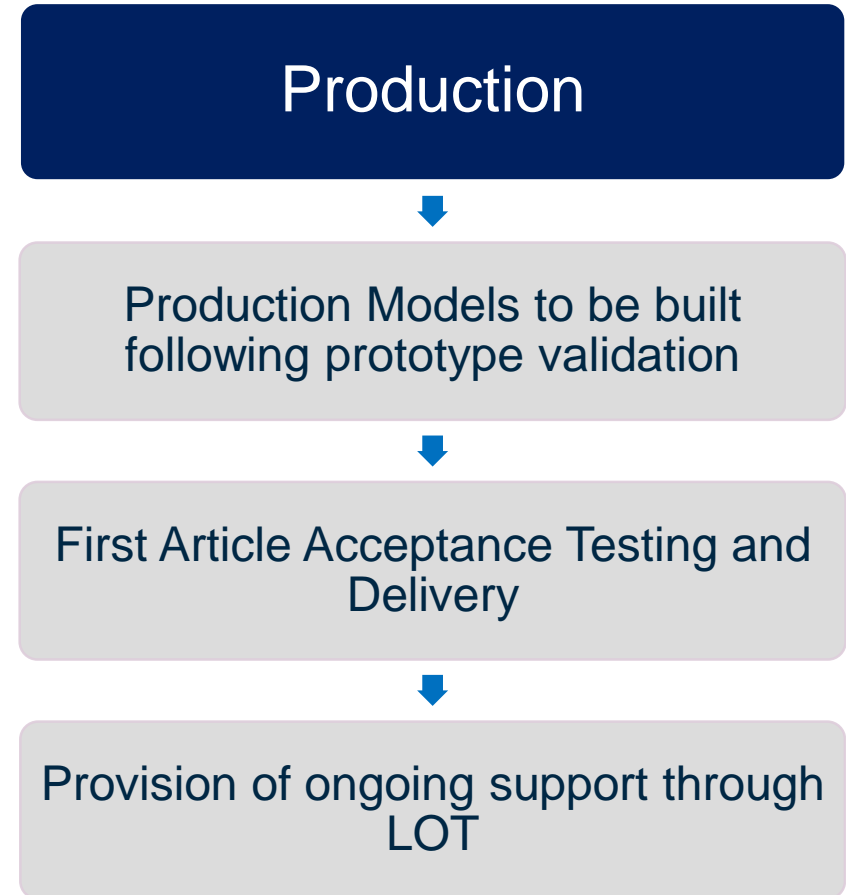 Production
Production Models to be built
following prototype validation
First Article Acceptance Testing and
Delivery
Provision of ongoing support through
LOT